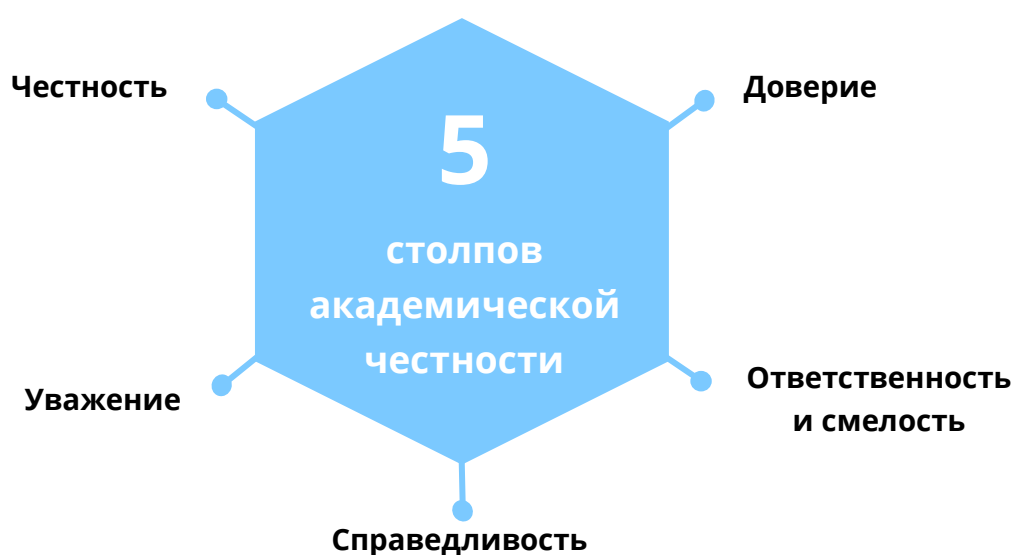 Честность
Доверие
5
столпов
академической
честности
Уважение
Ответственность
и смелость
Справедливость